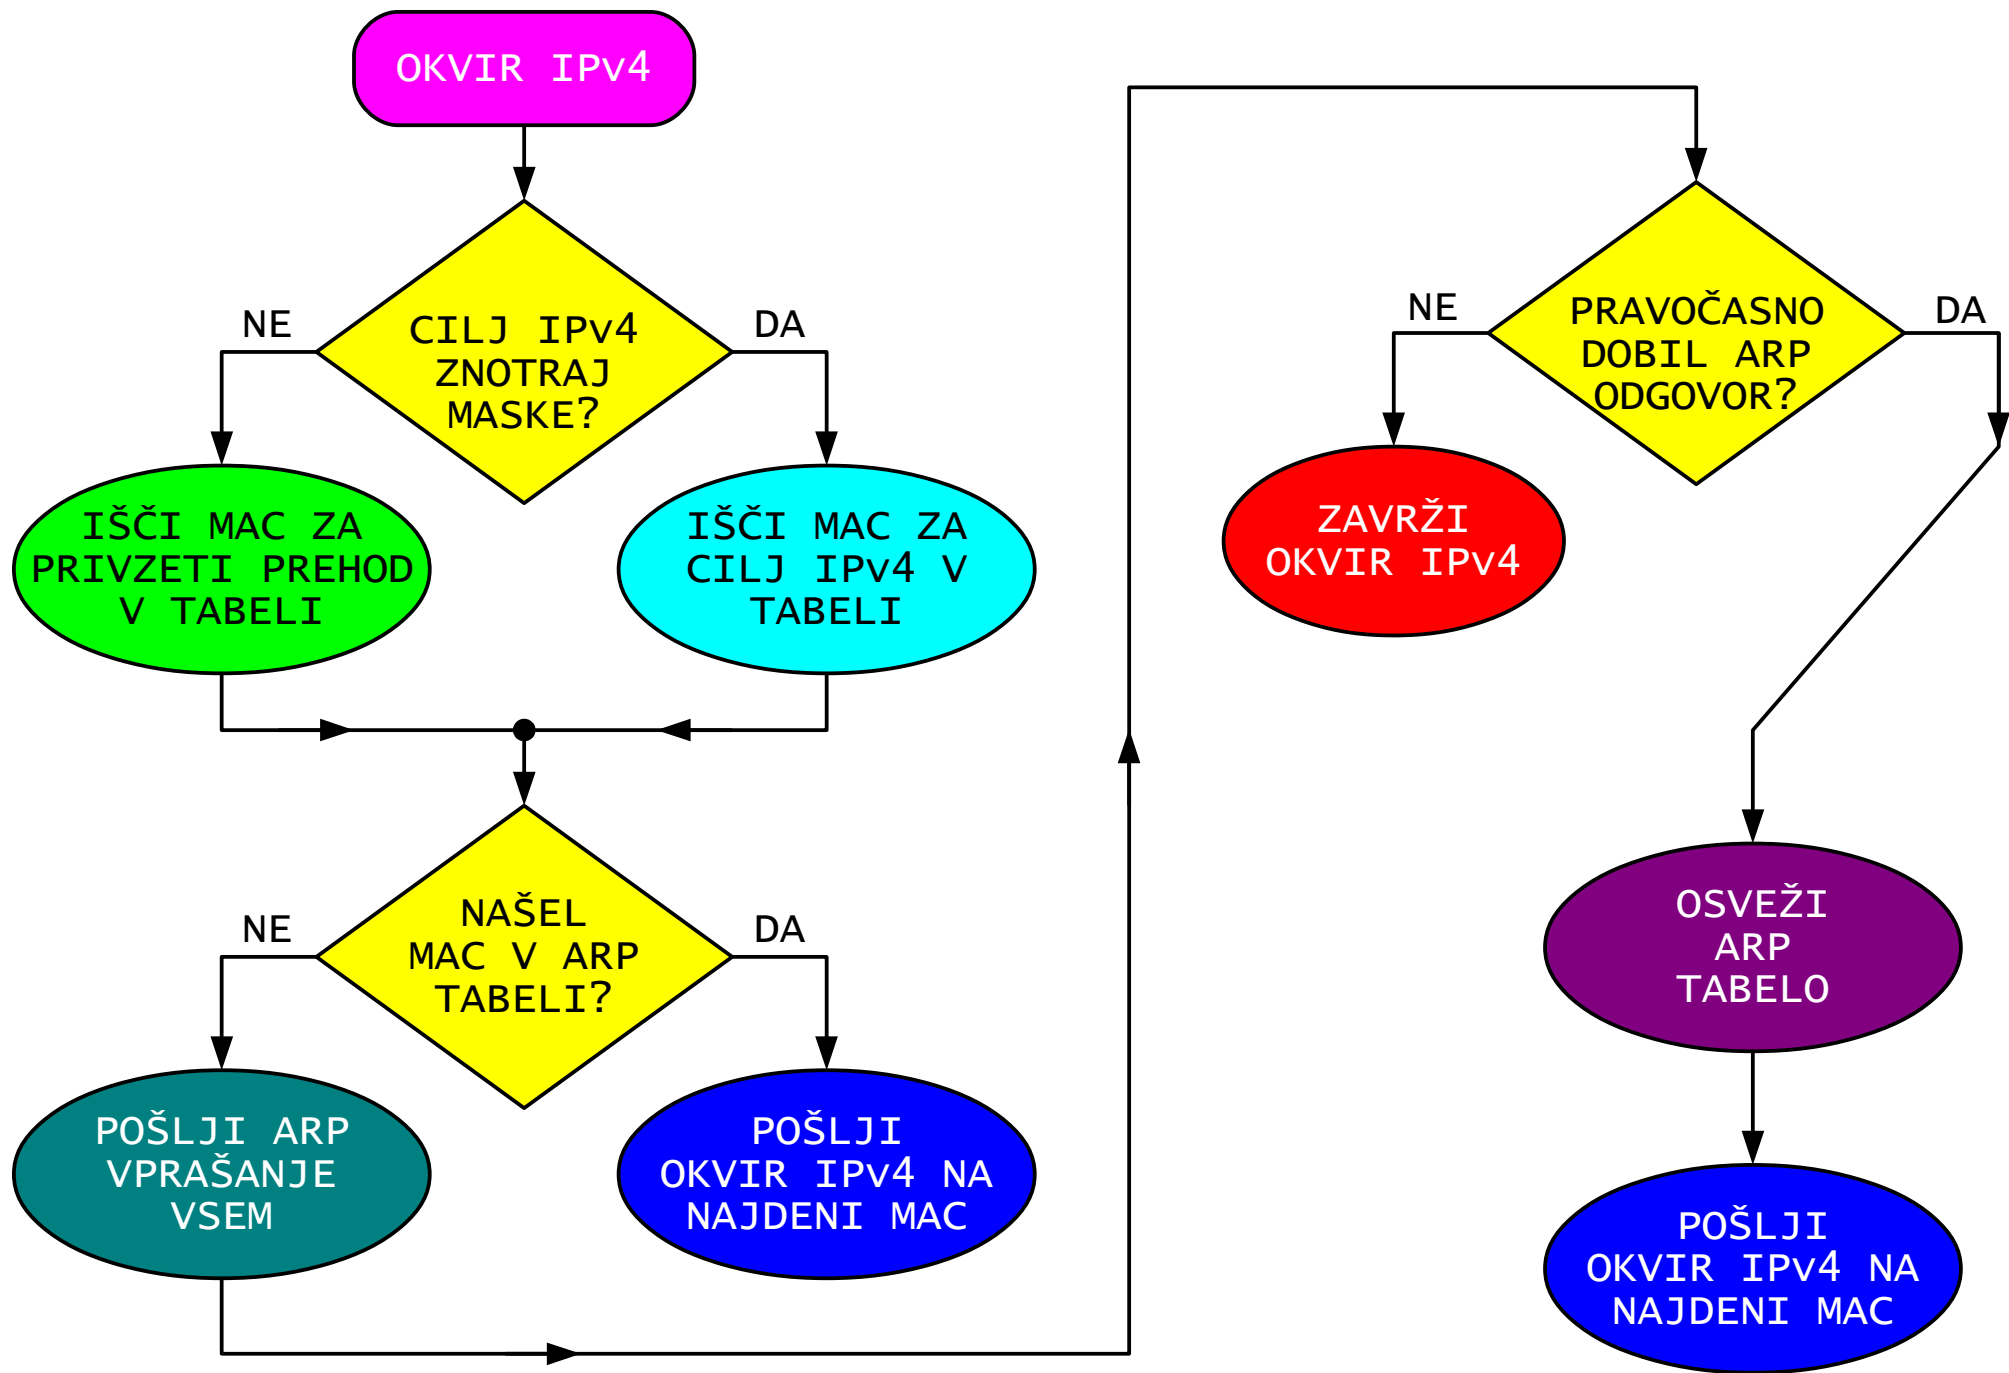 OKVIR IPv4
NE
DA
CILJ IPv4
ZNOTRAJ
MASKE?
IŠČI MAC ZA
PRIVZETI PREHOD
V TABELI
IŠČI MAC ZA
CILJ IPv4 V
TABELI
NE
DA
NAŠEL
MAC V ARP
TABELI?
POŠLJI ARP
VPRAŠANJE
VSEM
POŠLJI
OKVIR IPv4 NA
NAJDENI MAC
NE
DA
PRAVOČASNO
DOBIL ARP
ODGOVOR?
ZAVRŽI
OKVIR IPv4
OSVEŽI
ARP
TABELO
POŠLJI
OKVIR IPv4 NA
NAJDENI MAC